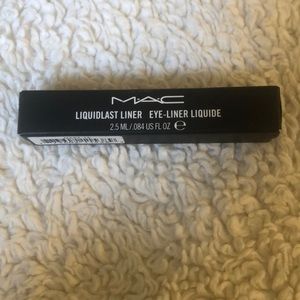 MAC
LIQUIDLAST LINER EYE-LINER LIQUIDE
2.5 ML/.084 US FL OZ ℮